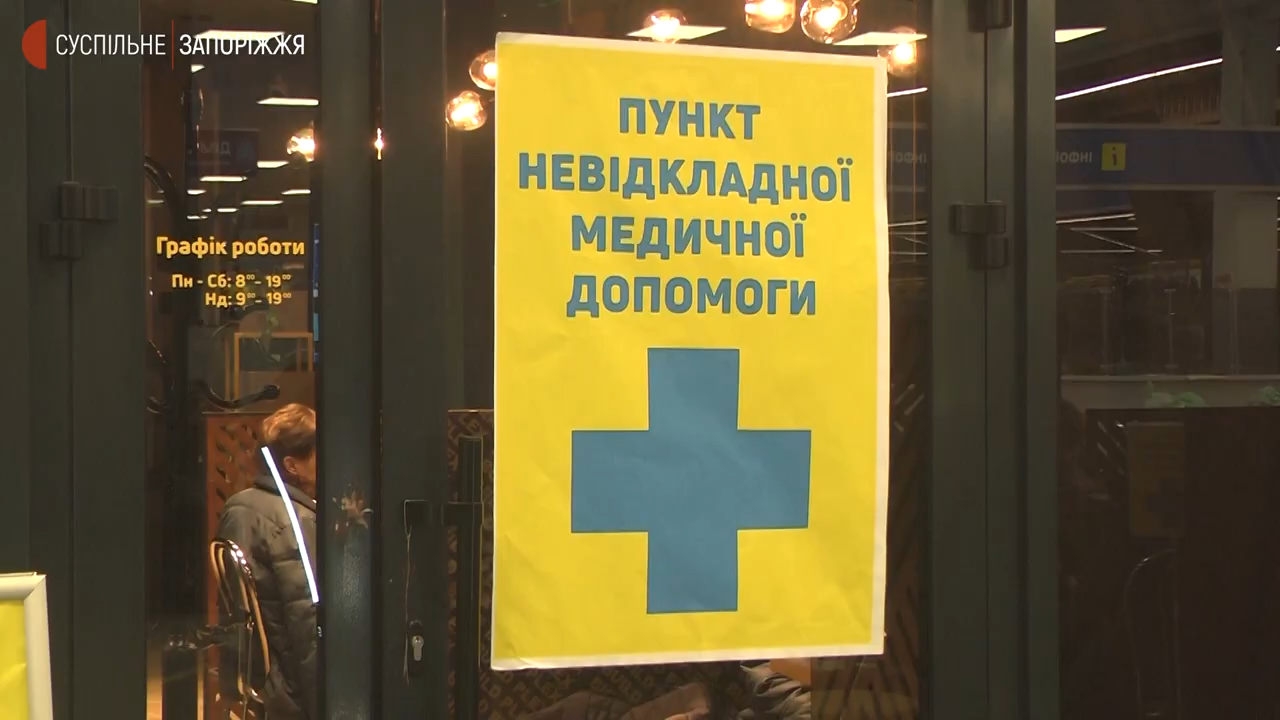 СУСПІЛЬНЕ ЗАПОРІЖЖЯ
ПУНКТ
НЕВІДКЛАДНОЇ
МЕДИЧНОЇ
ДОПОМОГИ
Графік роботи
Пн - Сб: 8⁰⁰- 19⁰⁰
Нд: 9⁰⁰- 19⁰⁰
i